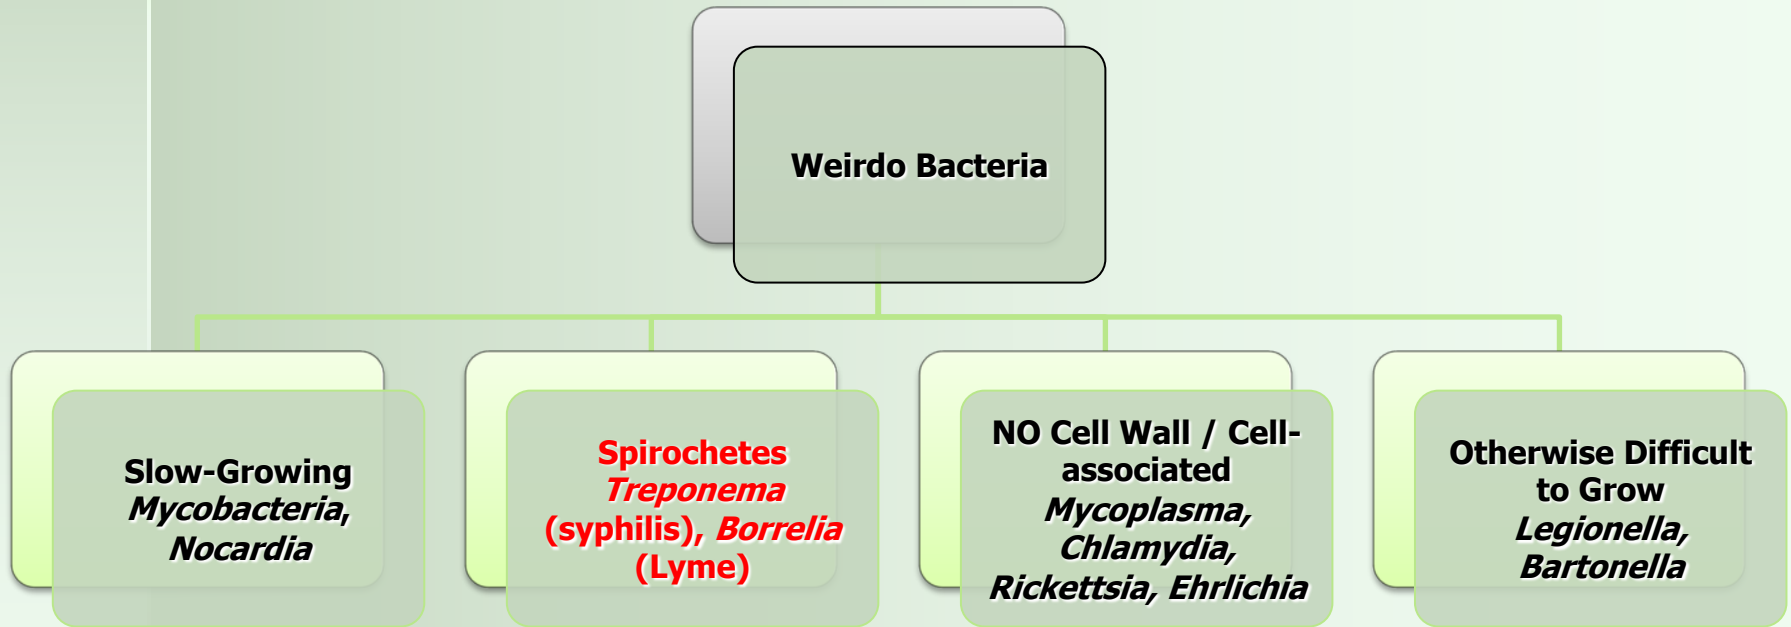 Weirdo Bacteria
Slow-Growing
Mycobacteria,
Nocardia
Spirochetes
Treponema
(syphilis), Borrelia
(Lyme)
NO Cell Wall / Cell-
associated
Mycoplasma,
Chlamydia,
Rickettsia, Ehrlichia
Otherwise Difficult
to Grow
Legionella,
Bartonella